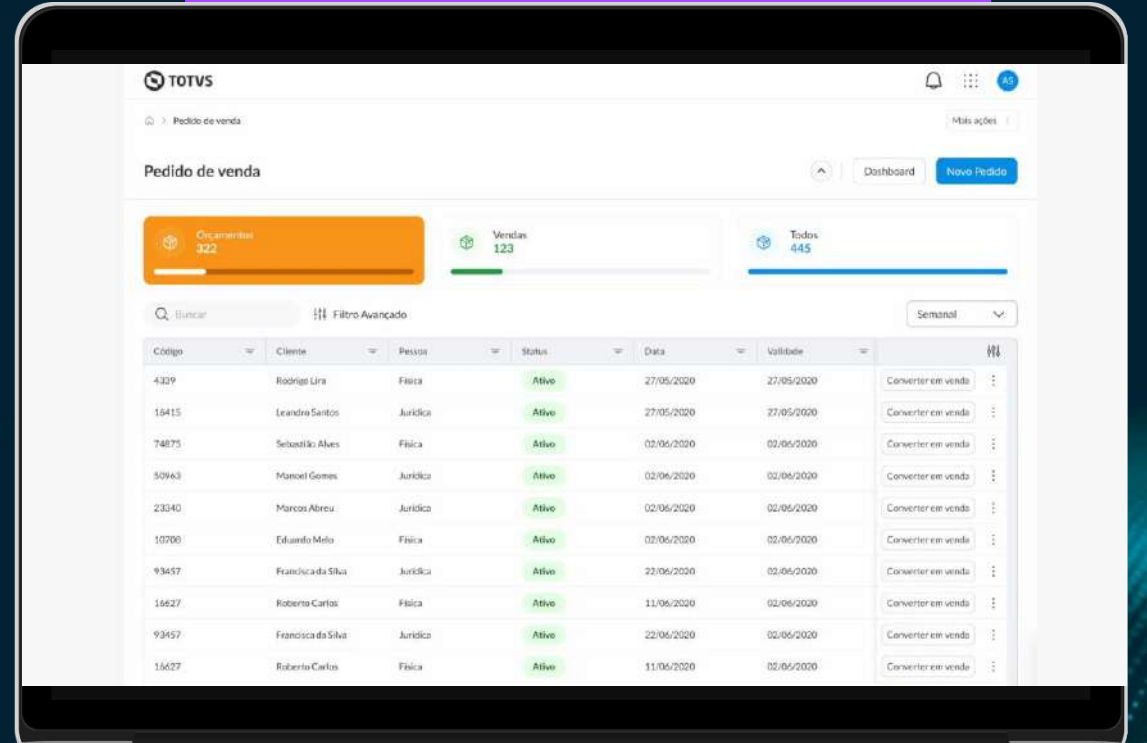 TOTVS
AS
Pedido de venda
Mais ações
Pedido de venda
Dashboard
Novo Pedido
Orçamentos
322
Vendas
123
Todos
445
Buscar
Filtro Avançado
Semanal
Código Cliente Pessoa Status Data Validade
4329 Rodrigo Lira Física Ativo 27/05/2020 27/05/2020 Converter em venda
16415 Leandro Santos Jurídica Ativo 27/05/2020 27/05/2020 Converter em venda
74875 Sebastião Alves Física Ativo 02/06/2020 02/06/2020 Converter em venda
50963 Manoel Gomes Jurídica Ativo 02/06/2020 02/06/2020 Converter em venda
23340 Marcos Abreu Jurídica Ativo 02/06/2020 02/06/2020 Converter em venda
10708 Eduardo Melo Física Ativo 02/06/2020 02/06/2020 Converter em venda
93457 Francisca da Silva Jurídica Ativo 22/06/2020 02/06/2020 Converter em venda
16627 Roberto Carlos Física Ativo 11/06/2020 02/06/2020 Converter em venda
93457 Francisca da Silva Jurídica Ativo 22/06/2020 02/06/2020 Converter em venda
16627 Roberto Carlos Física Ativo 11/06/2020 02/06/2020 Converter em venda